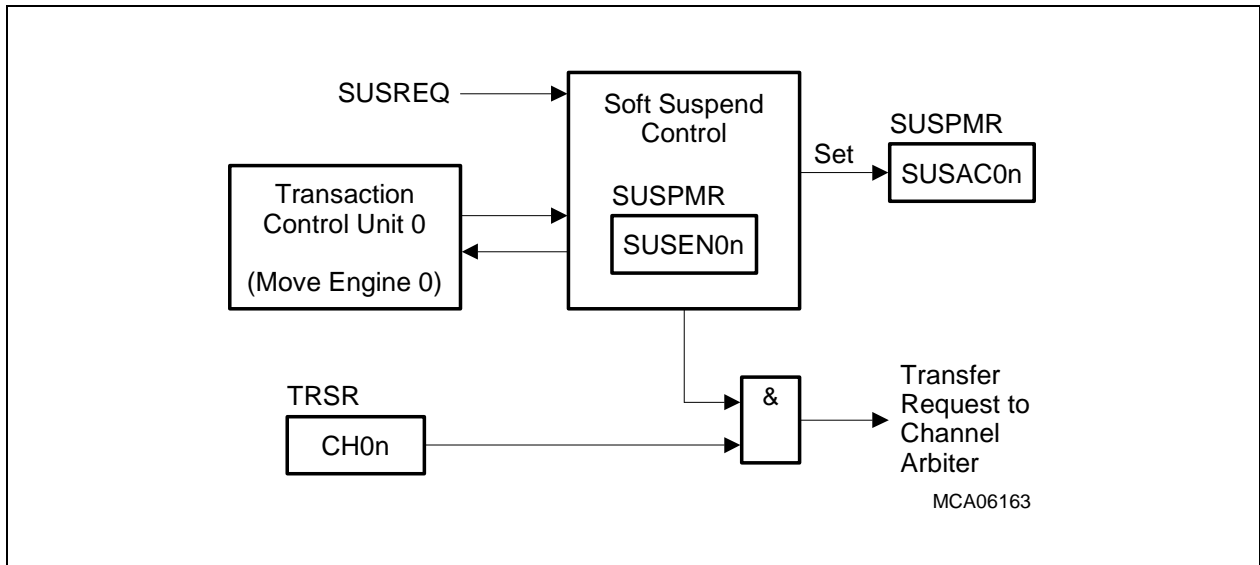 SUSREQ
Soft Suspend
Control
SUSPMR
SUSEN0n
Set
SUSPMR
SUSAC0n
Transaction
Control Unit 0
(Move Engine 0)
TRSR
CH0n
&
Transfer
Request to
Channel
Arbiter
MCA06163